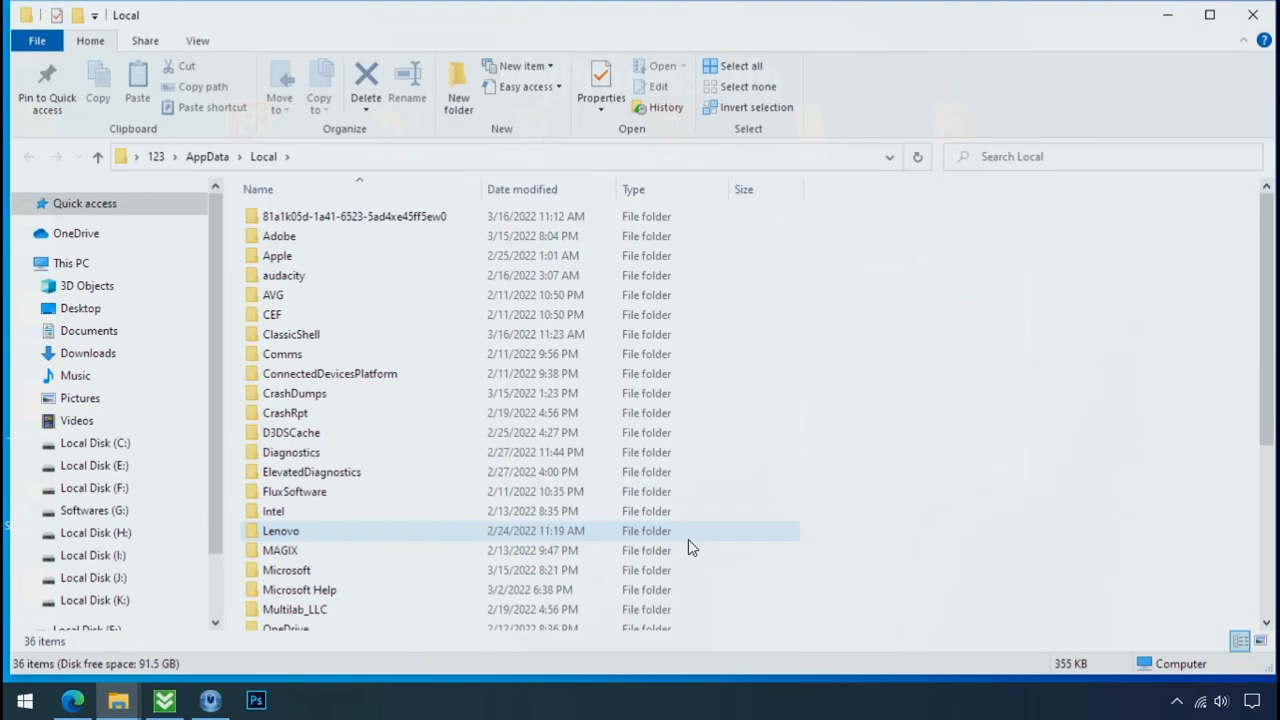 Local
File Home Share View
Pin to Quick access
Copy
Paste
Cut
Copy path
Paste shortcut
Clipboard
Move to
Copy to
Delete
Rename
Organize
New folder
New item
Easy access
New
Properties
Open
Edit
History
Open
Select all
Select none
Invert selection
Select
123 AppData Local
Search Local
Quick access
OneDrive
This PC
3D Objects
Desktop
Documents
Downloads
Music
Pictures
Videos
Local Disk (C:)
Local Disk (E:)
Local Disk (F:)
Softwares (G:)
Local Disk (H:)
Local Disk (I:)
Local Disk (J:)
Local Disk (K:)
Local Disk (E:)
Name Date modified Type Size
81a1k05d-1a41-6523-5ad4xe45ff5ew0 3/16/2022 11:12 AM File folder
Adobe 3/15/2022 8:04 PM File folder
Apple 2/25/2022 1:01 AM File folder
audacity 2/16/2022 3:07 AM File folder
AVG 2/11/2022 10:50 PM File folder
CEF 2/11/2022 10:50 PM File folder
ClassicShell 3/16/2022 11:23 AM File folder
Comms 2/11/2022 9:56 PM File folder
ConnectedDevicesPlatform 2/11/2022 9:38 PM File folder
CrashDumps 3/15/2022 1:23 PM File folder
CrashRpt 2/19/2022 4:56 PM File folder
D3DSCache 2/25/2022 4:27 PM File folder
Diagnostics 2/27/2022 11:44 PM File folder
ElevatedDiagnostics 2/27/2022 4:00 PM File folder
FluxSoftware 2/11/2022 10:35 PM File folder
Intel 2/13/2022 8:35 PM File folder
Lenovo 2/24/2022 11:19 AM File folder
MAGIX 2/13/2022 9:47 PM File folder
Microsoft 3/15/2022 8:21 PM File folder
Microsoft Help 3/2/2022 6:38 PM File folder
Multilab_LLC 2/19/2022 4:56 PM File folder
OneDrive 2/12/2022 8:36 PM File folder
36 items
36 items (Disk free space: 91.5 GB)
355 KB
Computer
Ps